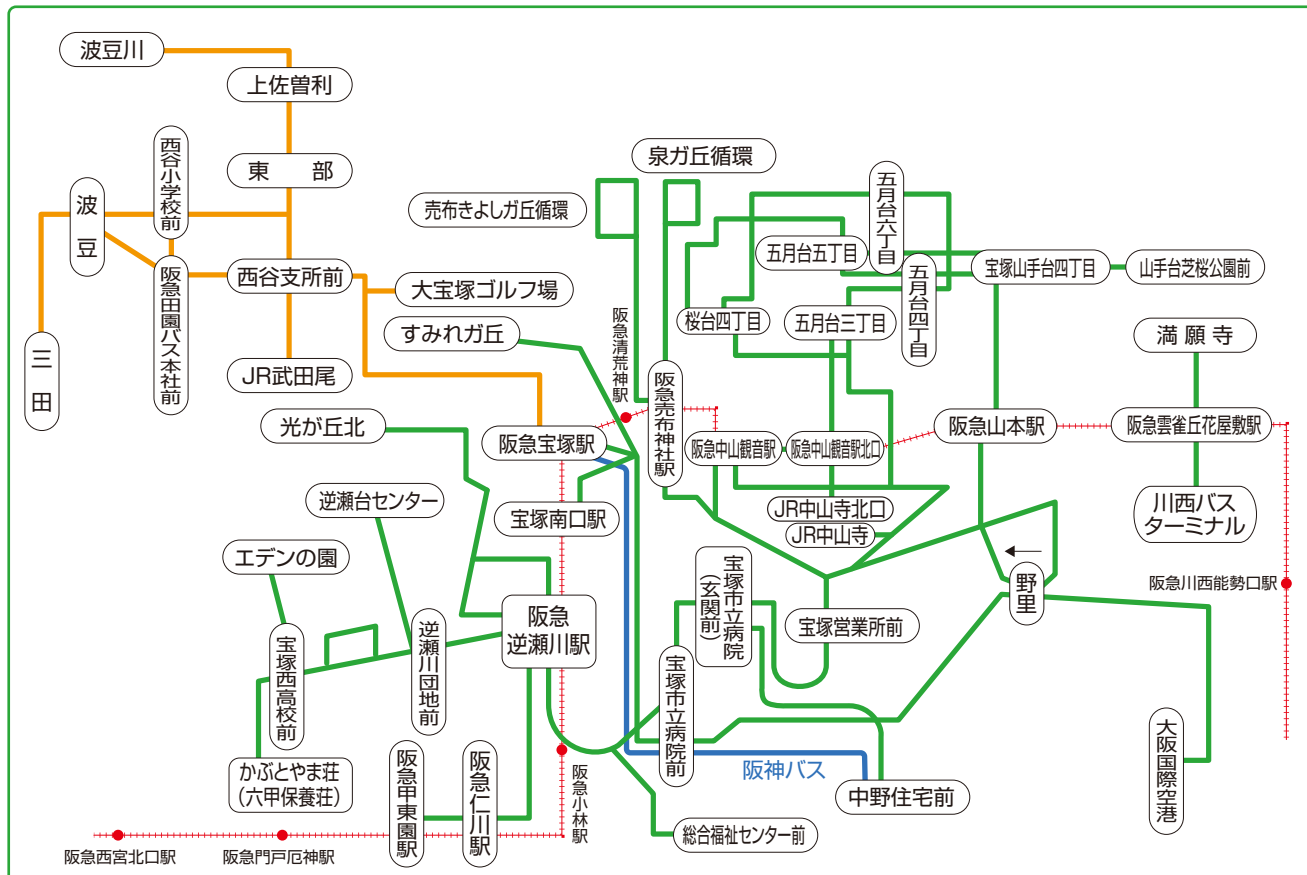 波豆川
上佐曽利
西谷小学校前
東 部
波豆
三田
阪急田園バス本社前
西谷支所前
大宝塚ゴルフ場
JR武田尾
泉ガ丘循環
売布きよしガ丘循環
五月台六丁目
五月台五丁目
五月台四丁目
宝塚山手台四丁目
山手台芝桜公園前
桜台四丁目
五月台三丁目
すみれガ丘
阪急清荒神駅
満願寺
光が丘北
阪急宝塚駅
阪急売布神社駅
阪急中山観音駅
阪急中山観音駅北口
阪急山本駅
阪急雲雀丘花屋敷駅
逆瀬台センター
宝塚南口駅
JR中山寺北口
JR中山寺
川西バス
ターミナル
エデンの園
阪急
逆瀬川駅
宝塚市立病院
(玄関前)
野里
阪急川西能勢口駅
宝塚営業所前
宝塚西高校前
逆瀬川団地前
宝塚市立病院前
かぶとやま荘
(六甲保養荘)
阪急甲東園駅
阪急仁川駅
阪急小林駅
阪神バス
中野住宅前
大阪国際空港
総合福祉センター前
阪急西宮北口駅
阪急門戸厄神駅